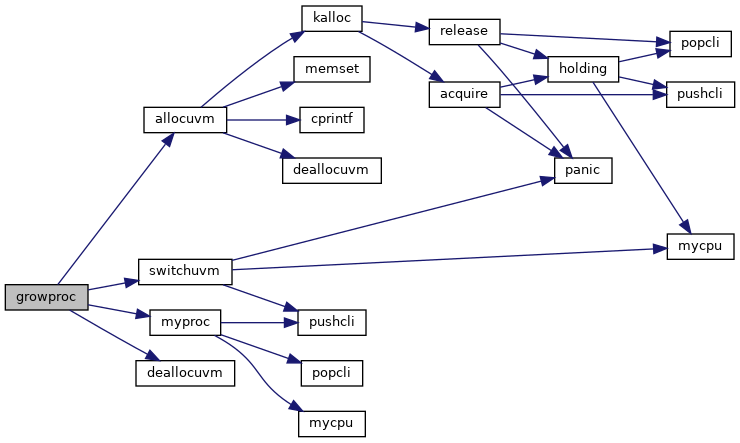 kalloc
release
popcli
memset
holding
acquire
pushcli
allocuvm
cprintf
deallocuvm
panic
mycpu
switchuvm
growproc
myproc
pushcli
deallocuvm
popcli
mycpu